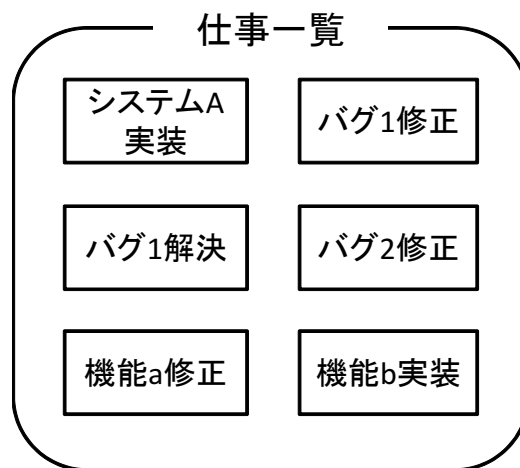 仕事一覧
システムA
実装
バグ1修正
バグ1解決
バグ2修正
機能a修正
機能b実装